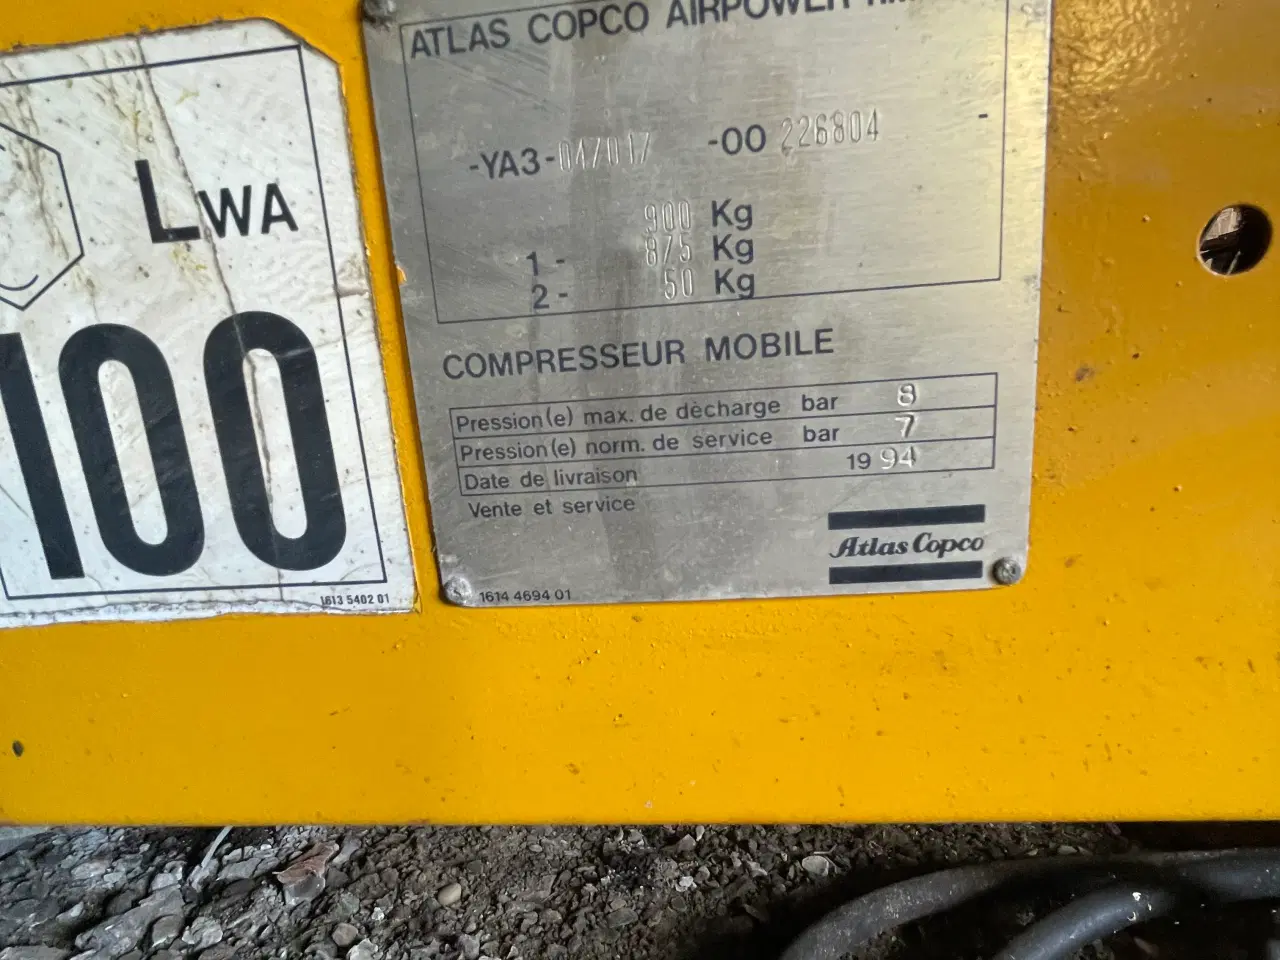 ATLAS COPCO AIRPOWER
-YA3-047017 -00 226804 -
900 Kg
1- 875 Kg
2- 50 Kg
COMPRESSEUR MOBILE
Pression(e) max. de dècharge bar 8
Pression(e) norm. de service bar 7
Date de livraison 1994
Vente et service
Atlas Copco
1614 4694 01
LWA
100
1613 5402 01